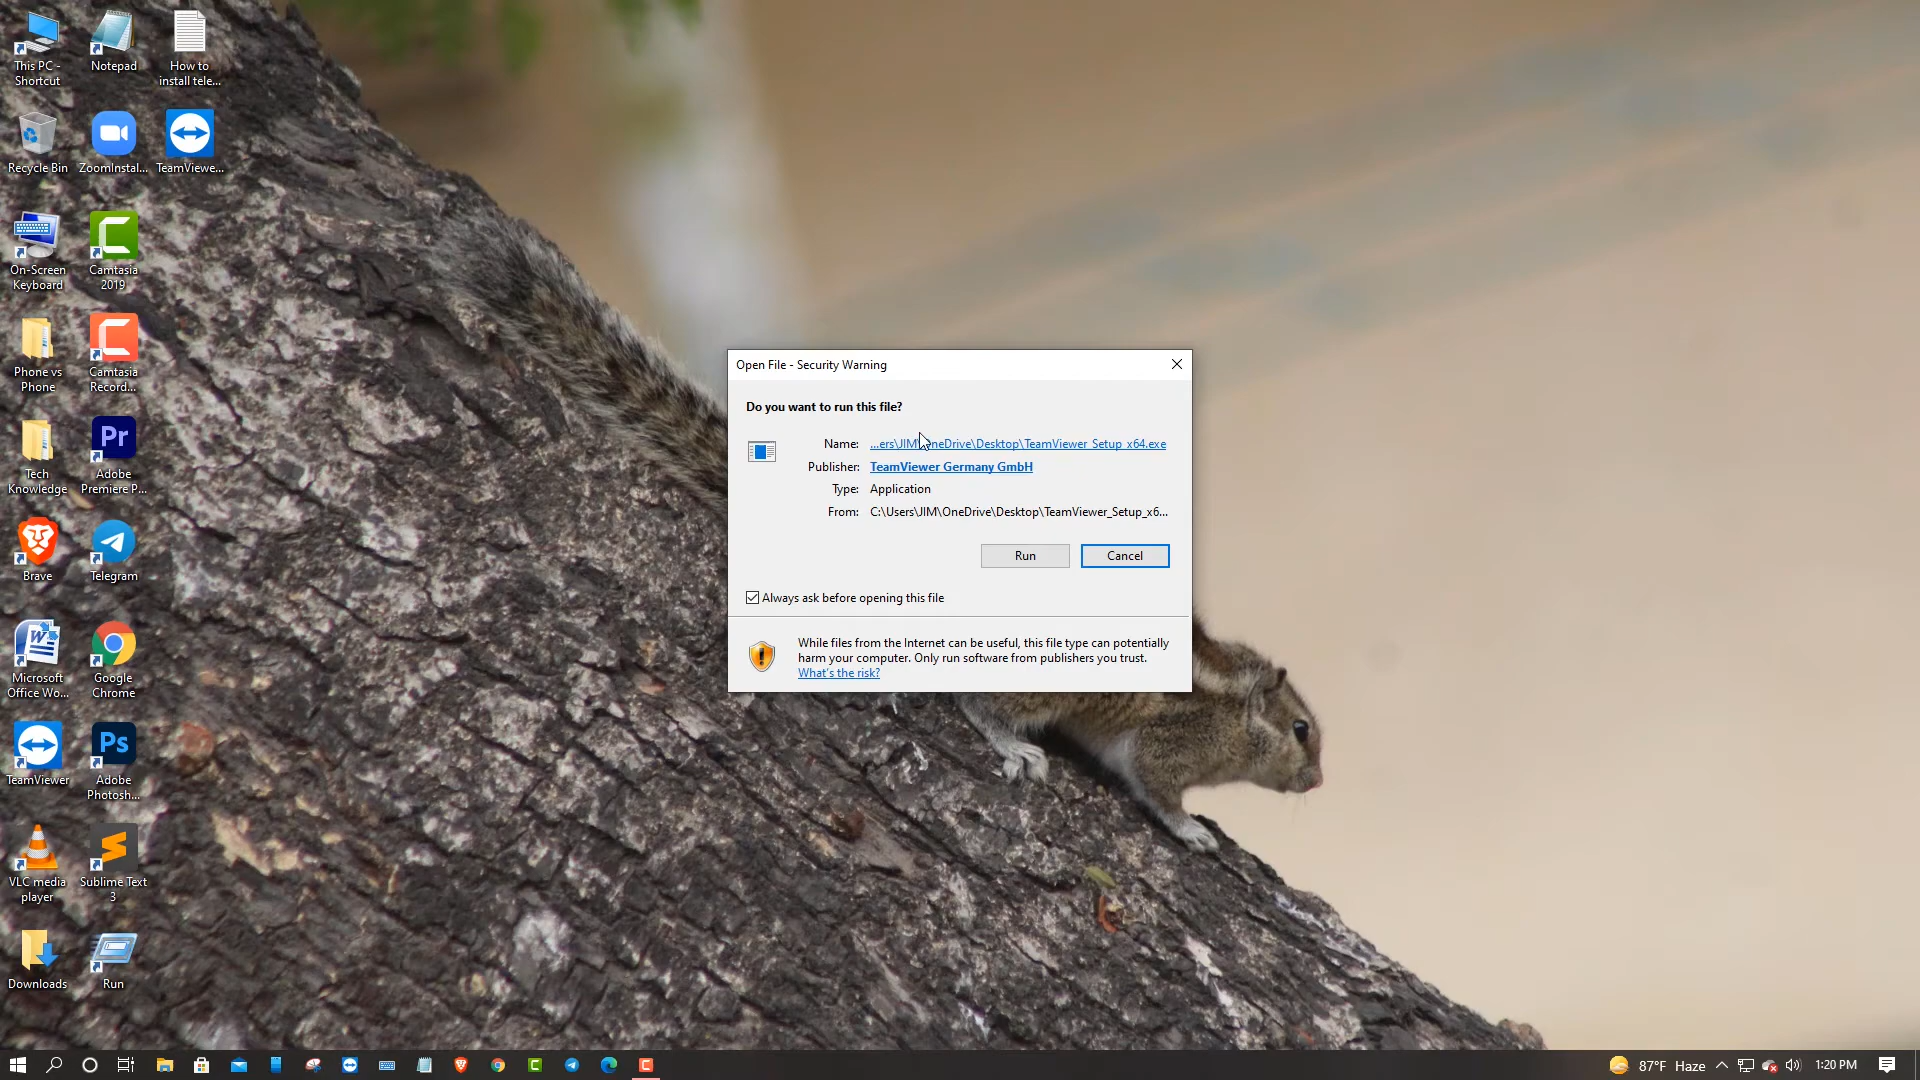 This PC -
Shortcut
Notepad
How to
install tele...
Recycle Bin
ZoomInstal...
TeamViewe...
On-Screen
Keyboard
Camtasia
2019
Phone vs
Phone
Camtasia
Record...
Tech
Knowledge
Pr
Adobe
Premiere P...
Brave
Telegram
Microsoft
Office Wo...
Google
Chrome
TeamViewer
Ps
Adobe
Photosh...
VLC media
player
Sublime Text
3
Downloads
Run
Open File - Security Warning
Do you want to run this file?
Name: ...ers\JIM\OneDrive\Desktop\TeamViewer_Setup_x64.exe
Publisher: TeamViewer Germany GmbH
Type: Application
From: C:\Users\JIM\OneDrive\Desktop\TeamViewer_Setup_x6...
Run
Cancel
Always ask before opening this file
While files from the Internet can be useful, this file type can potentially
harm your computer. Only run software from publishers you trust.
What's the risk?
87°F Haze
1:20 PM